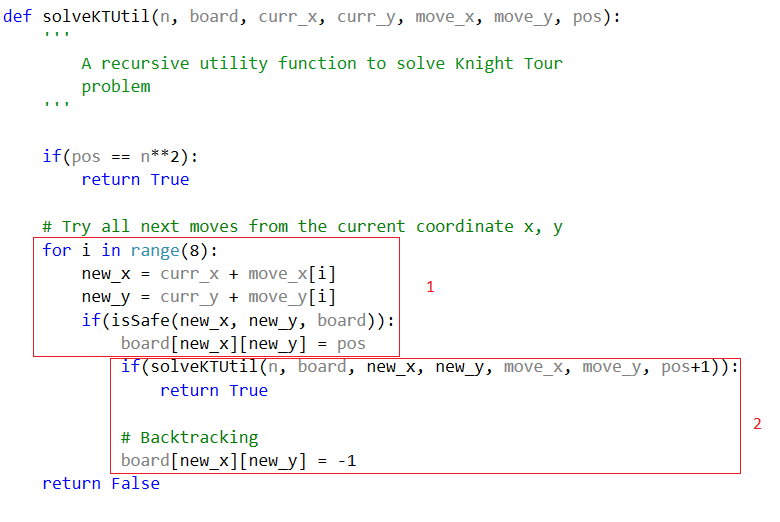 def solveKTUtil(n, board, curr_x, curr_y, move_x, move_y, pos):
    '''
        A recursive utility function to solve Knight Tour
        problem
    '''
    if(pos == n**2):
        return True
    # Try all next moves from the current coordinate x, y
    for i in range(8):
        new_x = curr_x + move_x[i]
        new_y = curr_y + move_y[i]
        if(isSafe(new_x, new_y, board)):
            board[new_x][new_y] = pos
1
            if(solveKTUtil(n, board, new_x, new_y, move_x, move_y, pos+1)):
                return True
            # Backtracking
            board[new_x][new_y] = -1
2
    return False